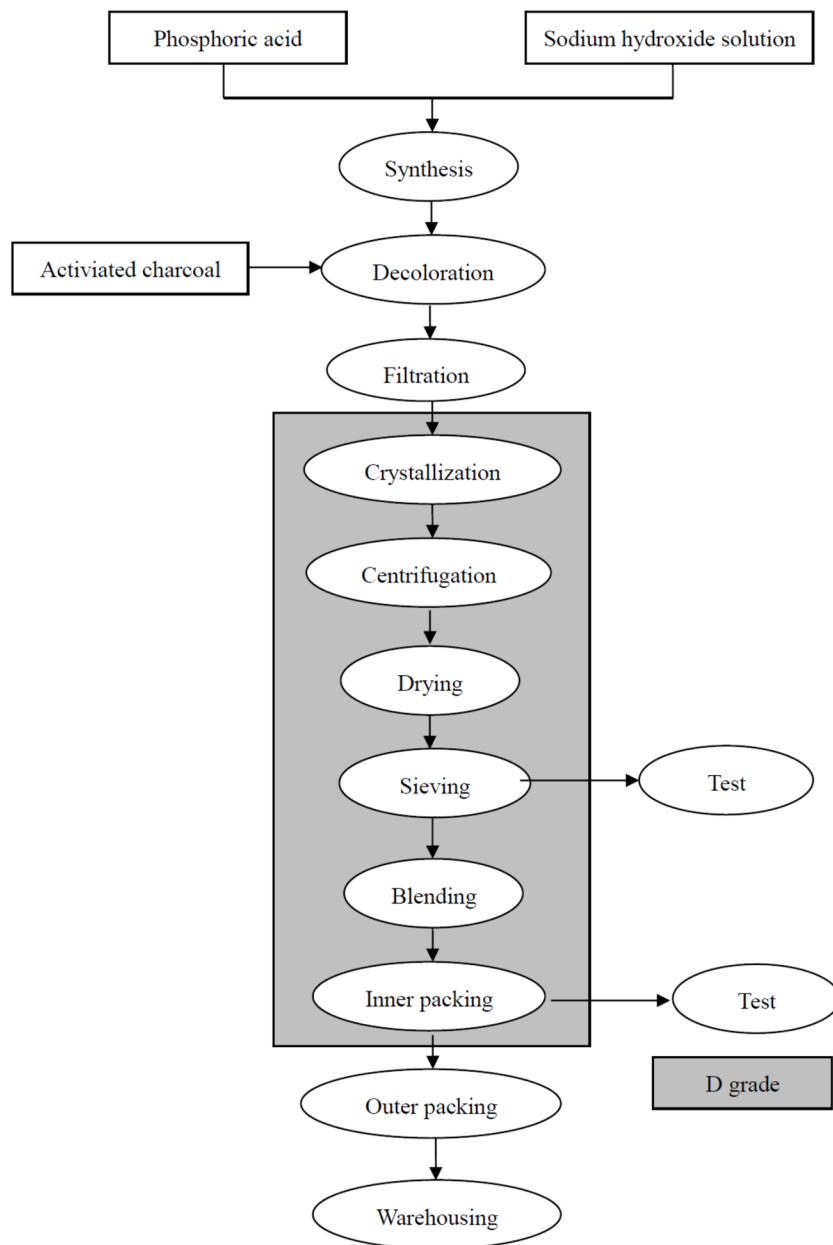 Phosphoric acid
Sodium hydroxide solution
Synthesis
Activiated charcoal
Decoloration
Filtration
Crystallization
Centrifugation
Drying
Sieving
Test
Blending
Inner packing
Test
D grade
Outer packing
Warehousing